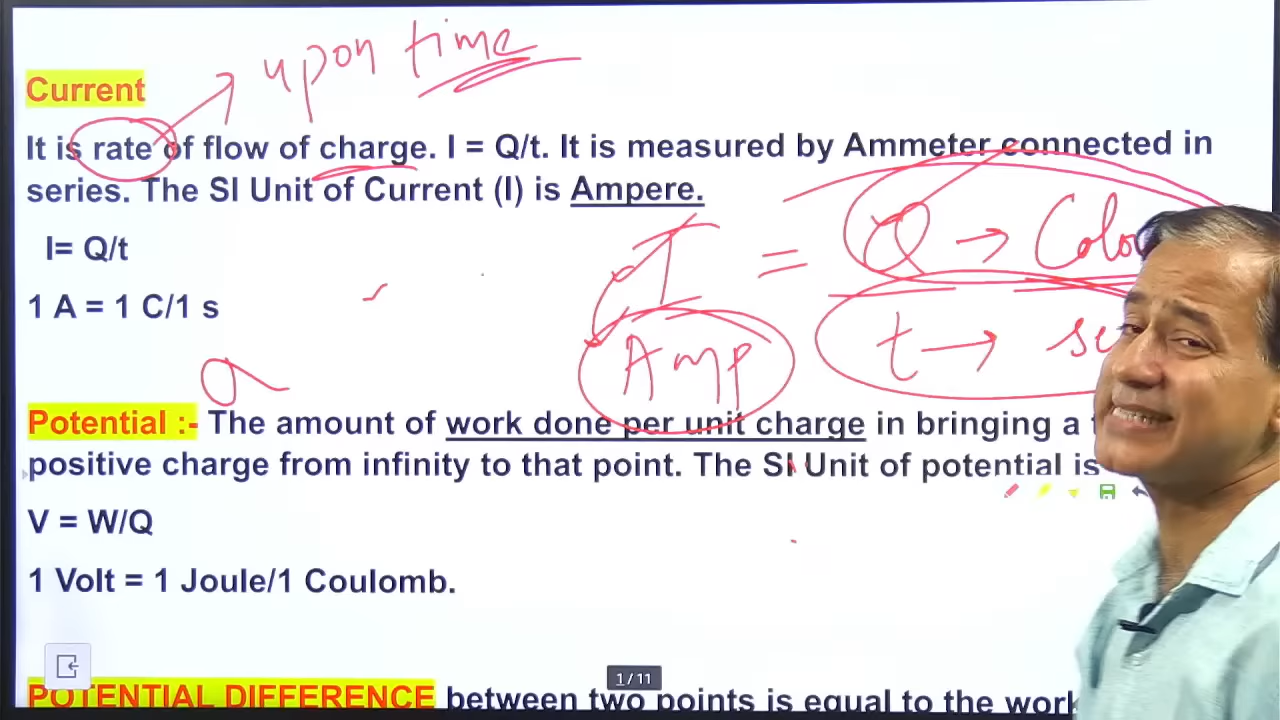 upon time
Current
It is rate of flow of charge. I = Q/t. It is measured by Ammeter connected in
series. The SI Unit of Current (I) is Ampere.
I = Q → Colou
I= Q/t
1 A = 1 C/1 s
Amp
t → se
Potential :- The amount of work done per unit charge in bringing a
positive charge from infinity to that point. The SI Unit of potential is
V = W/Q
1 Volt = 1 Joule/1 Coulomb.
1/11
POTENTIAL DIFFERENCE between two points is equal to the work